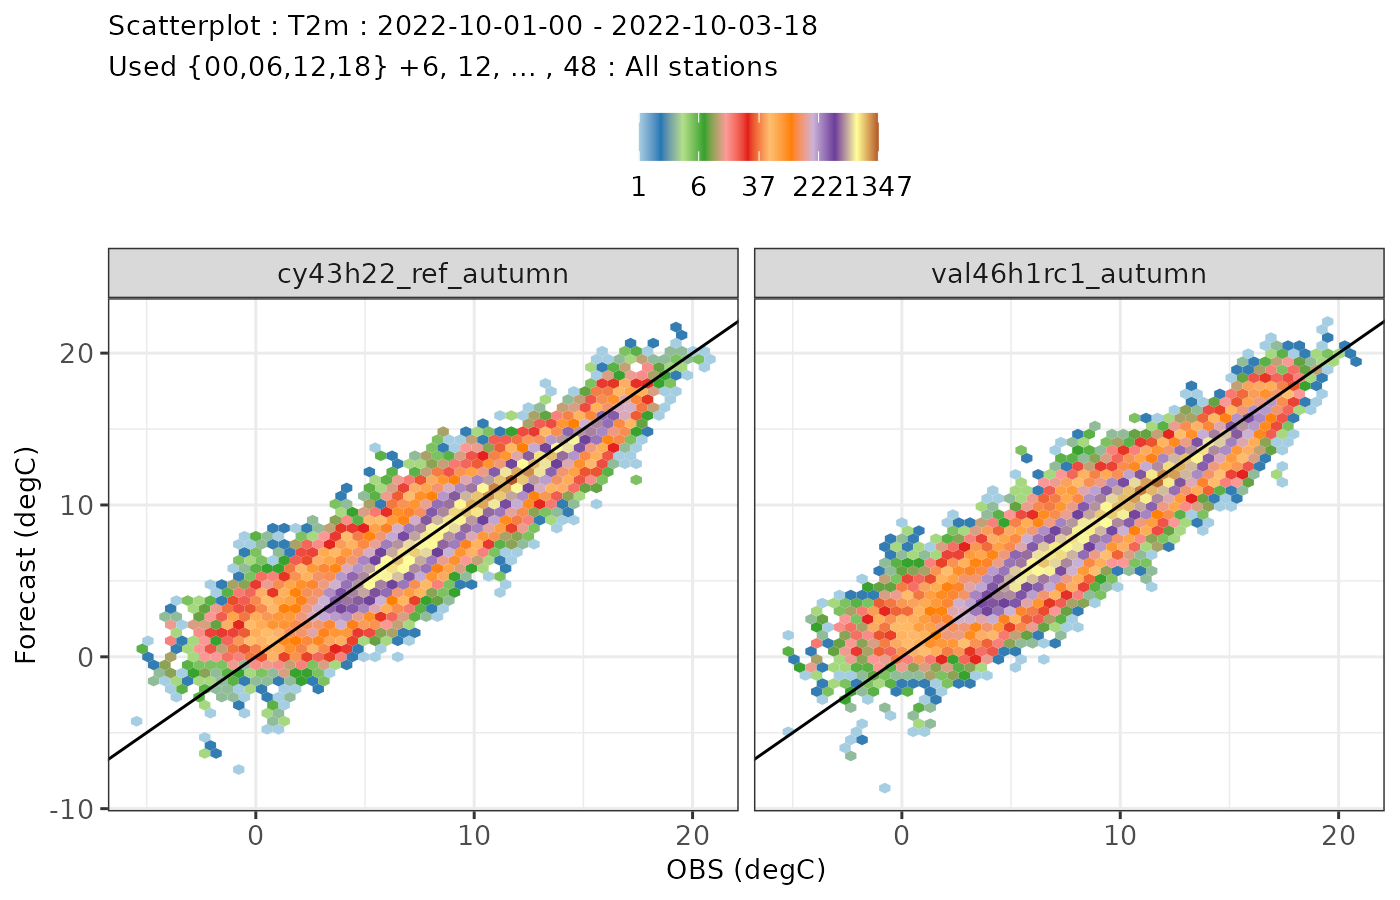 Scatterplot : T2m : 2022-10-01-00 - 2022-10-03-18
Used {00,06,12,18} +6, 12, ... , 48 : All stations
1 6 37 222 1347
cy43h22_ref_autumn val46h1rc1_autumn
Forecast (degC)
20
10
0
-10
0 10 20 0 10 20
OBS (degC)